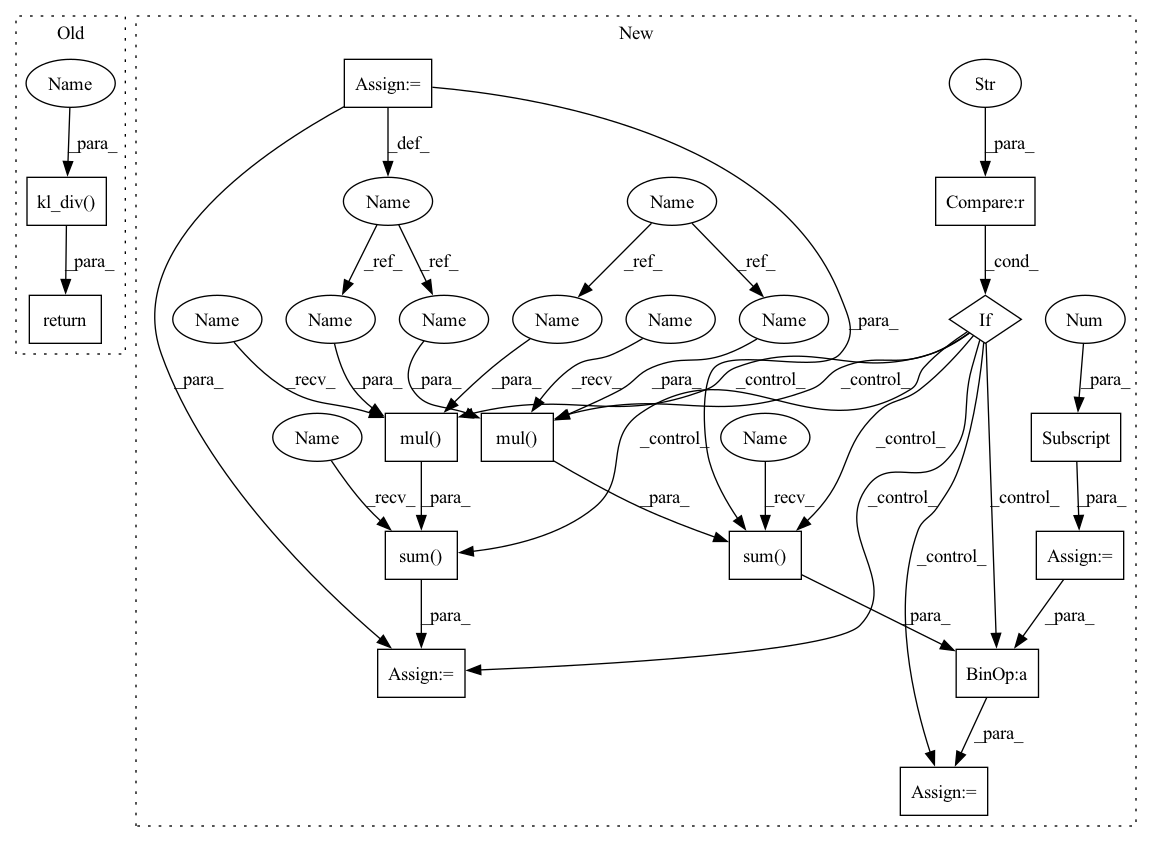 Old
New
Name
Assign:=
Str
_para_
_def_
_para_
kl_div()
Name
Name
Compare:r
_para_
_ref_
_ref_
_ref_
_ref_
_cond_
return
Name
Name
Name
Name
Name
Name
If
Num
_para_
_para_
_recv_
_para_
_para_
_para_
_recv_
_para_
_control_
_control_
_para_
Name
mul()
mul()
_control_
Name
_control_
Subscript
_recv_
_para_
_para_
_recv_
_control_
_control_
_para_
sum()
sum()
_control_
Assign:=
_para_
_para_
_para_
Assign:=
BinOp:a
_para_
Assign:=